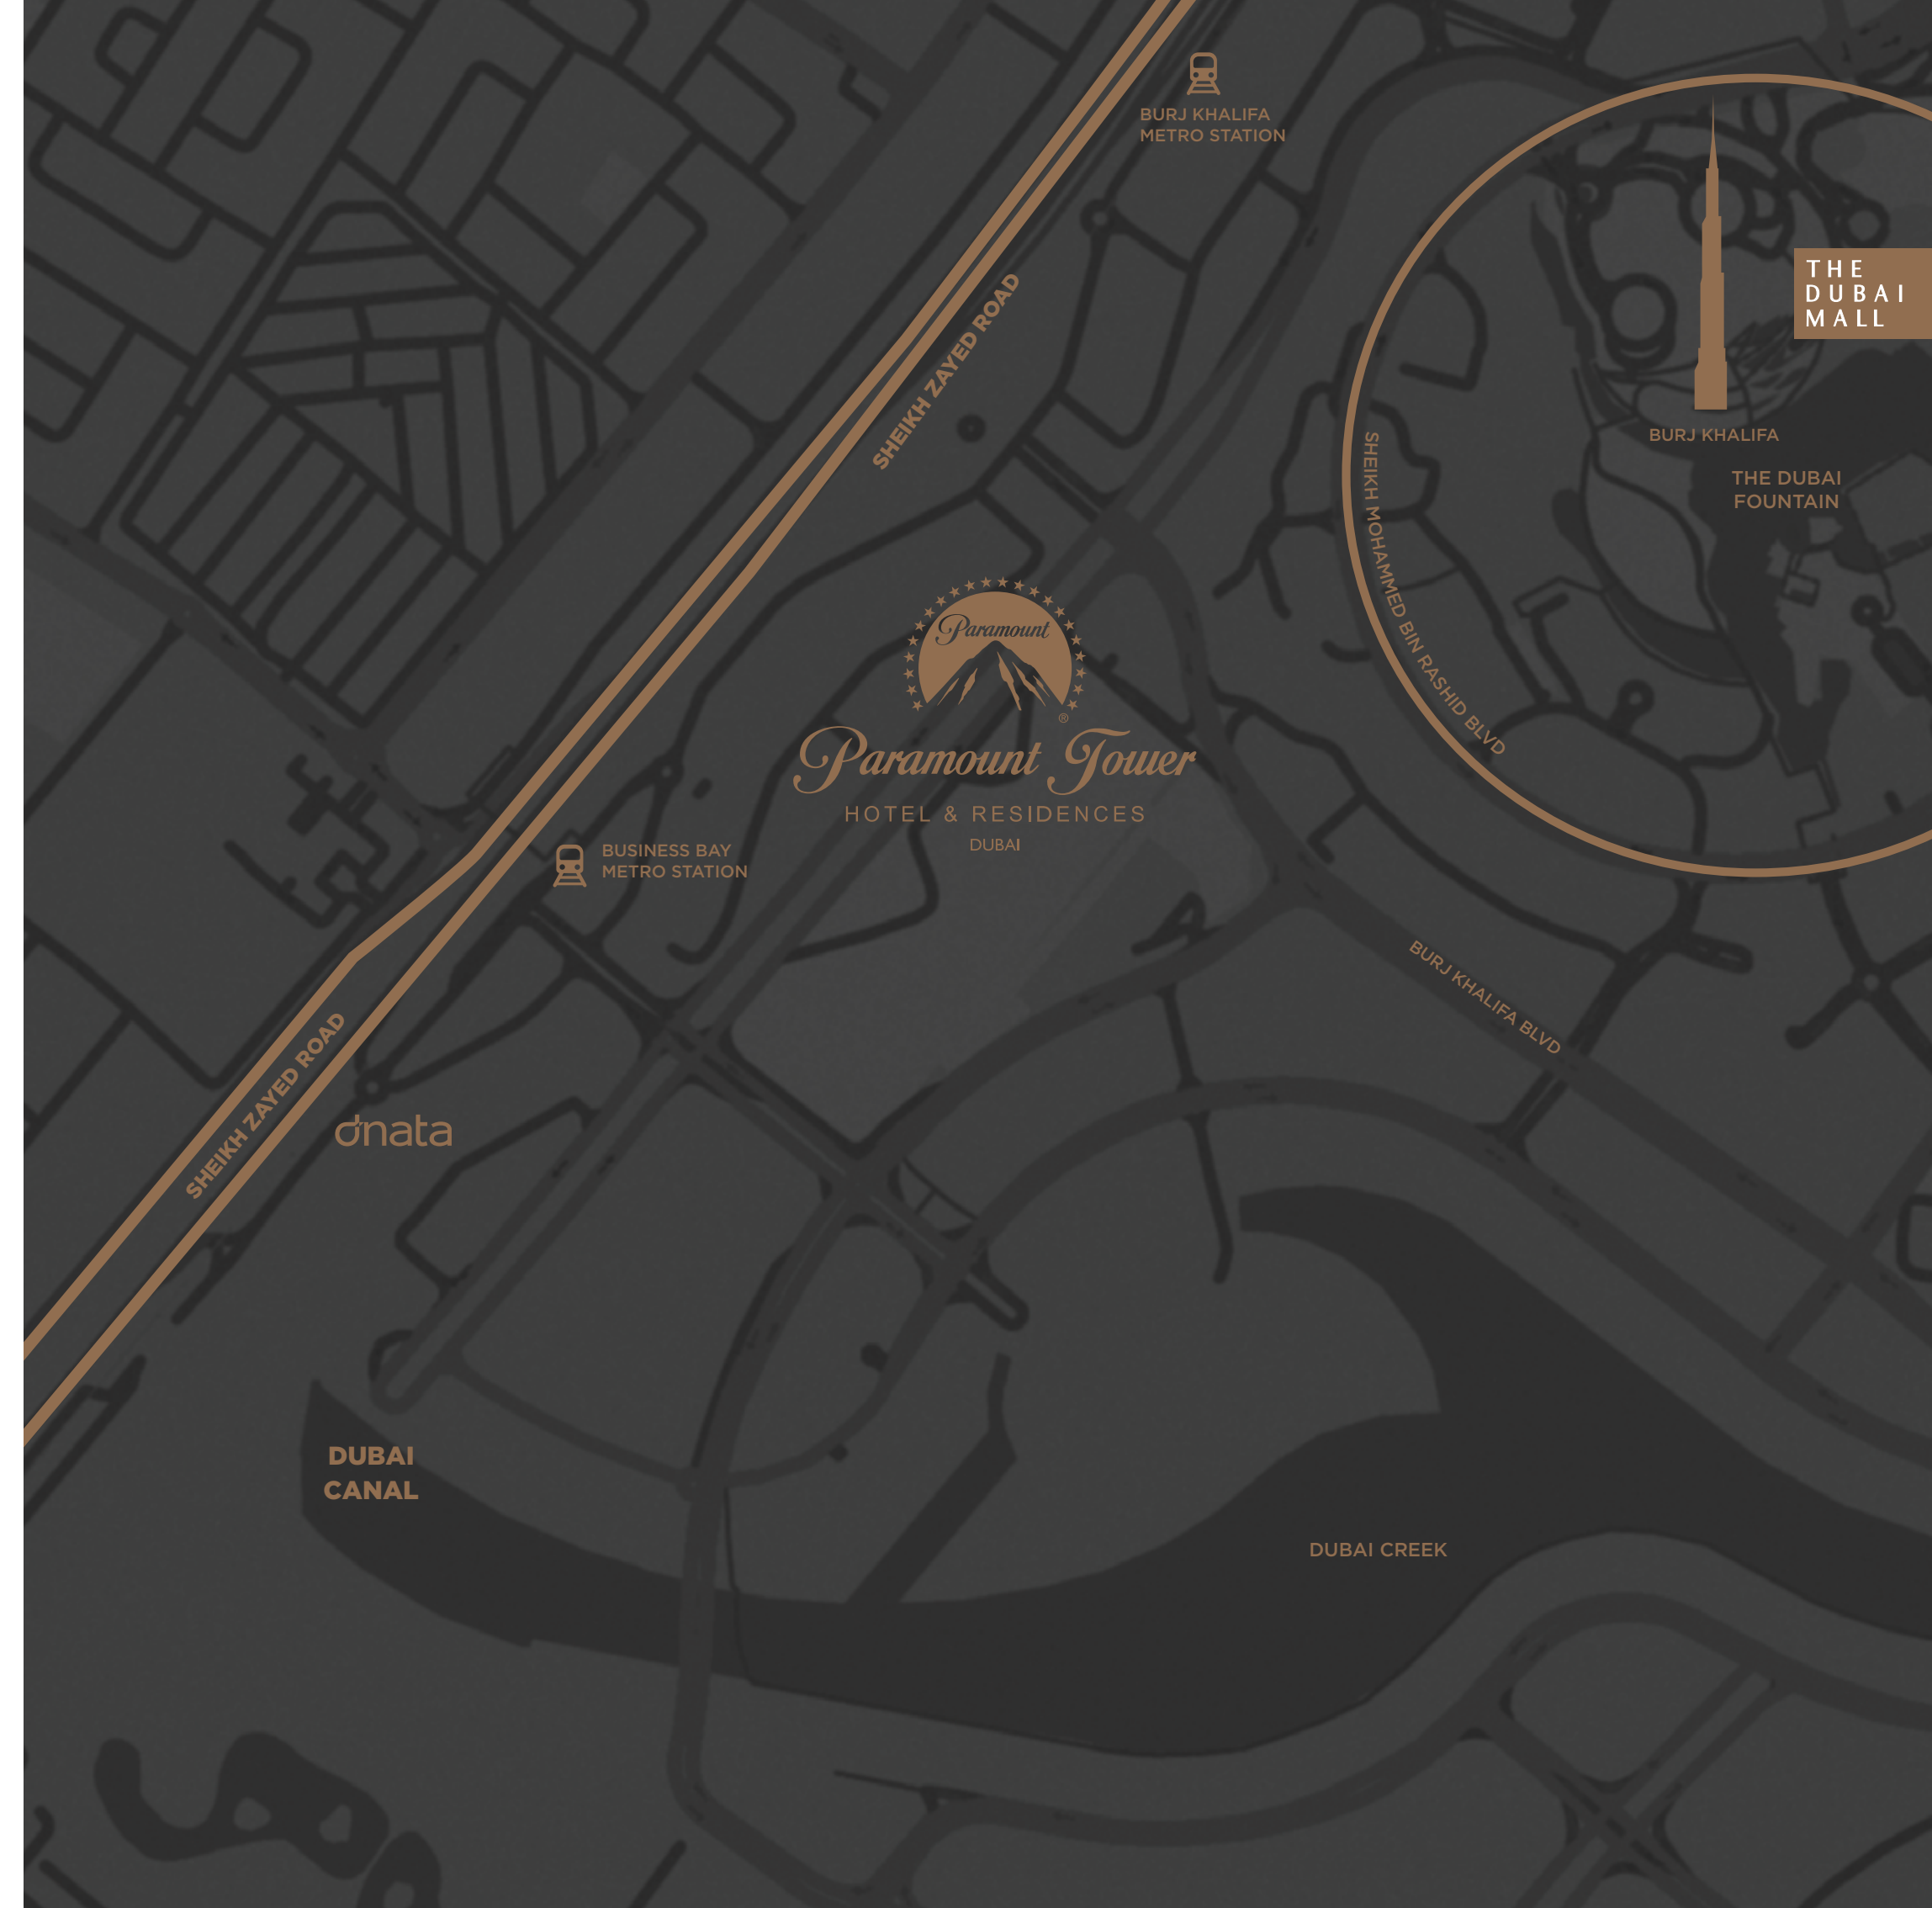 BURJ KHALIFA
METRO STATION
THE
DUBAI
MALL
SHEIKH ZAYED ROAD
BURJ KHALIFA
THE DUBAI
FOUNTAIN
SHEIKH MOHAMMED BIN RASHID BLVD
Paramount
®
Paramount Tower
HOTEL & RESIDENCES
DUBAI
BUSINESS BAY
METRO STATION
BURJ KHALIFA BLVD
SHEIKH ZAYED ROAD
dnata
DUBAI
CANAL
DUBAI CREEK